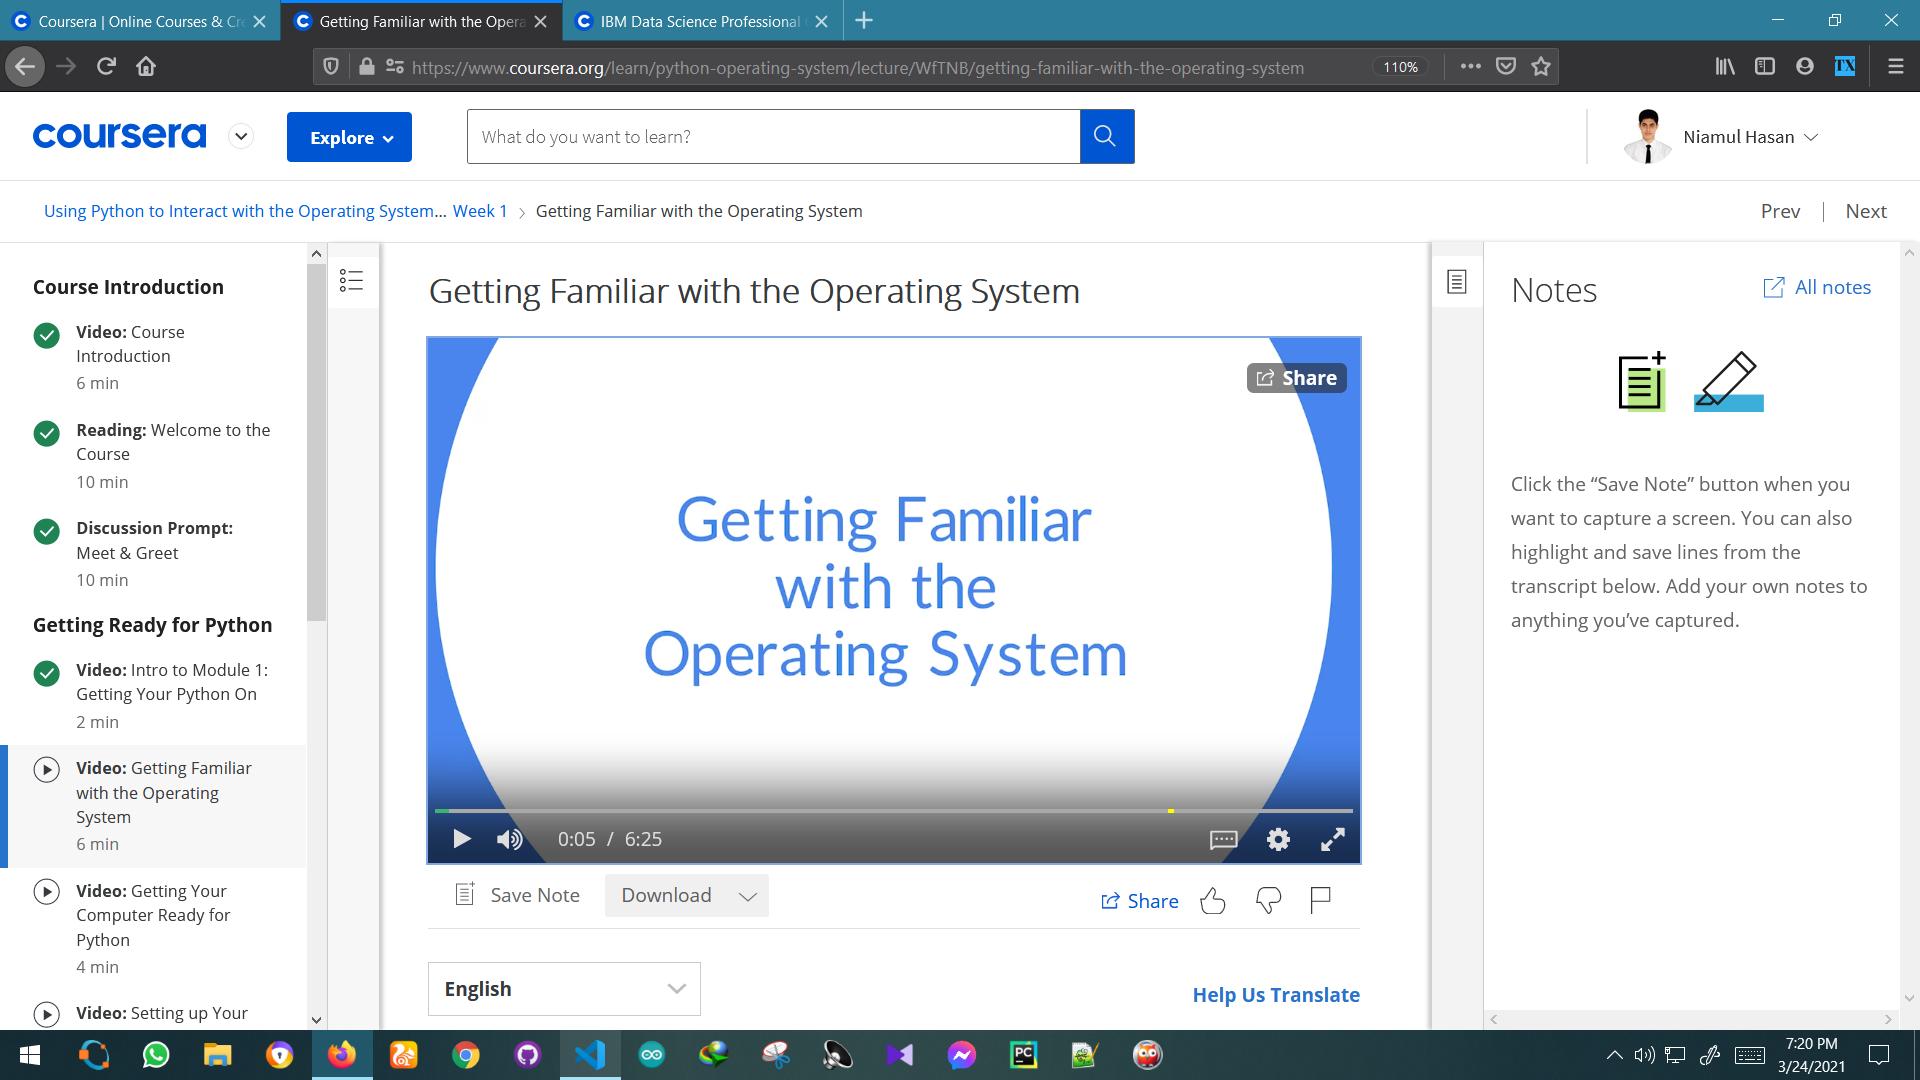 Coursera | Online Courses & Cre
Getting Familiar with the Opera
IBM Data Science Professional
https://www.coursera.org/learn/python-operating-system/lecture/WfTNB/getting-familiar-with-the-operating-system
110%
TX
coursera
Explore
What do you want to learn?
Niamul Hasan
Using Python to Interact with the Operating System... Week 1 > Getting Familiar with the Operating System
Prev | Next
Course Introduction
Video: Course
Introduction
6 min
Reading: Welcome to the
Course
10 min
Discussion Prompt:
Meet & Greet
10 min
Getting Ready for Python
Video: Intro to Module 1:
Getting Your Python On
2 min
Video: Getting Familiar
with the Operating
System
6 min
Video: Getting Your
Computer Ready for
Python
4 min
Video: Setting up Your
Getting Familiar with the Operating System
Share
Getting Familiar
with the
Operating System
0:05 / 6:25
Save Note
Download
Share
English
Help Us Translate
Notes
All notes
Click the “Save Note” button when you
want to capture a screen. You can also
highlight and save lines from the
transcript below. Add your own notes to
anything you’ve captured.
PC
7:20 PM
3/24/2021